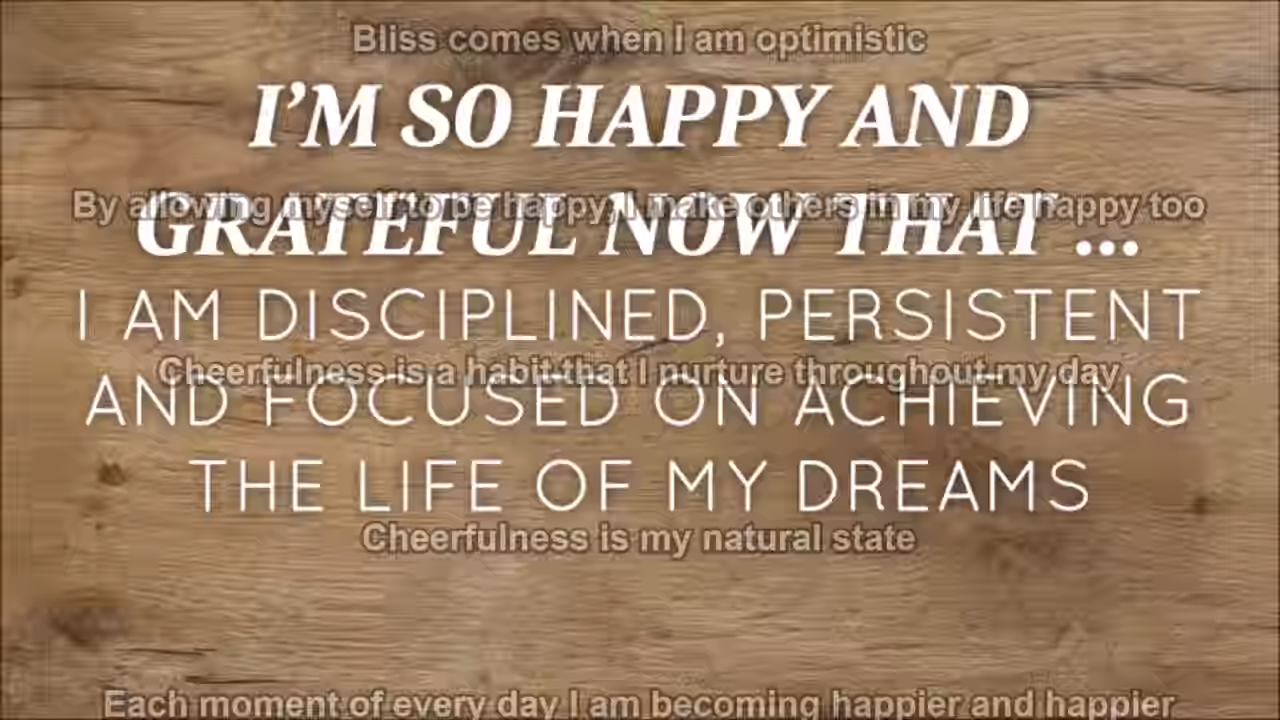 Bliss comes when I am optimistic
I'M SO HAPPY AND
By allowing myself to be happy, I make others in my life happy too
GRATEFUL NOW THAT ...
I AM DISCIPLINED, PERSISTENT
Cheerfulness is a habit that I nurture throughout my day
AND FOCUSED ON ACHIEVING
THE LIFE OF MY DREAMS
Cheerfulness is my natural state
Each moment of every day I am becoming happier and happier